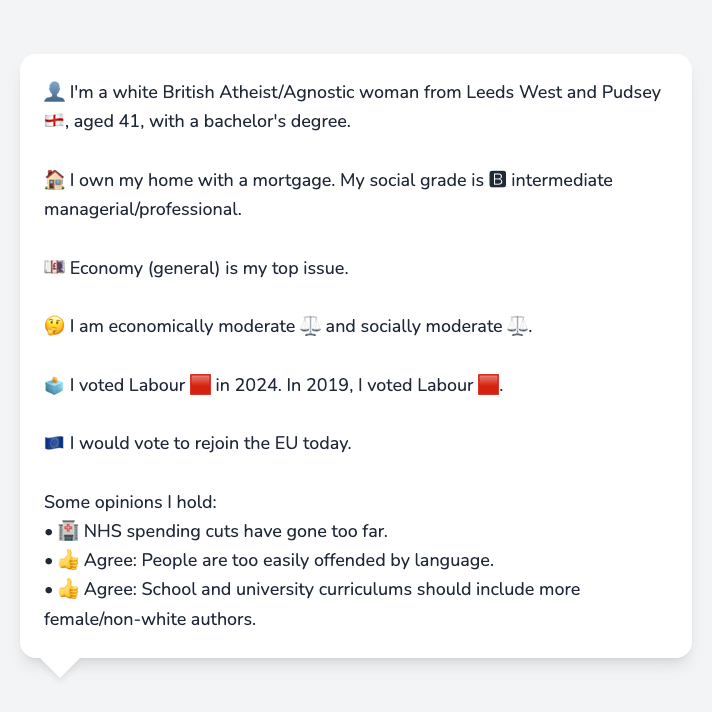 👤 I'm a white British Atheist/Agnostic woman from Leeds West and Pudsey
🏴󠁧󠁢󠁥󠁮󠁧󠁿, aged 41, with a bachelor's degree.
🏠 I own my home with a mortgage. My social grade is 🅱 intermediate
managerial/professional.
💷 Economy (general) is my top issue.
🤔 I am economically moderate ⚖️ and socially moderate ⚖️.
🗳️ I voted Labour 🟥 in 2024. In 2019, I voted Labour 🟥.
🇪🇺 I would vote to rejoin the EU today.
Some opinions I hold:
• 🏥 NHS spending cuts have gone too far.
• 👍 Agree: People are too easily offended by language.
• 👍 Agree: School and university curriculums should include more
female/non-white authors.